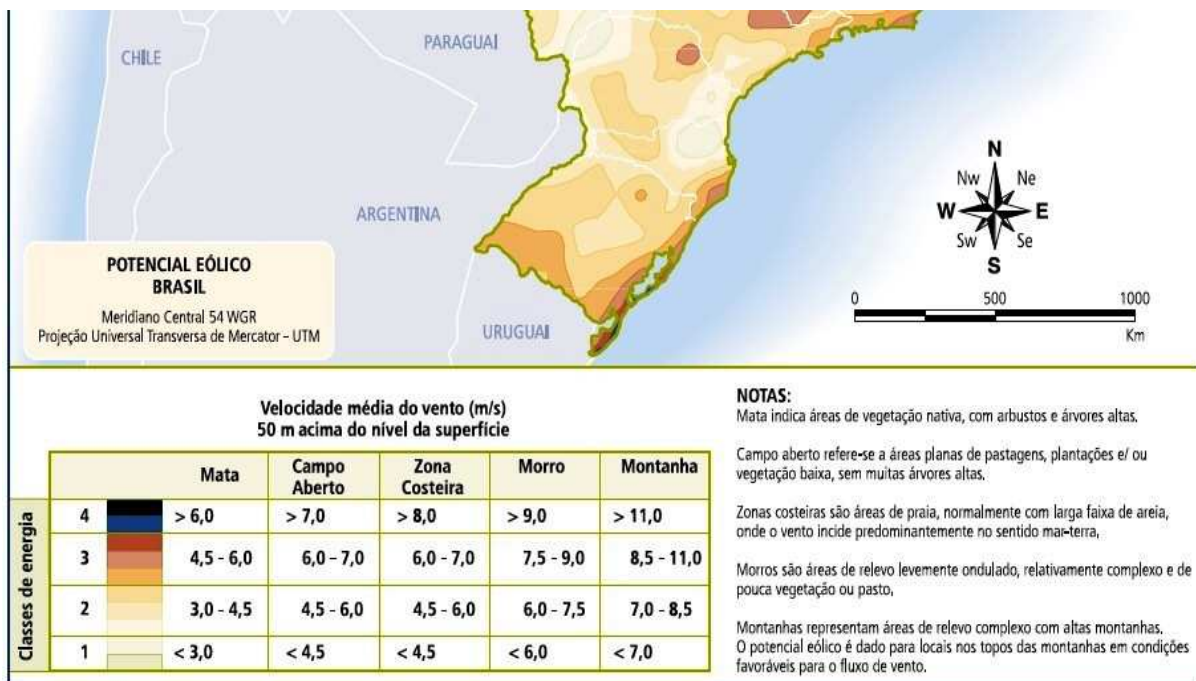 CHILE
PARAGUAI
ARGENTINA
URUGUAI
N
Nw Ne
W E
Sw Se
S
0 500 1000
Km
POTENCIAL EÓLICO
BRASIL
Meridiano Central 54 WGR
Projeção Universal Transversa de Mercator – UTM
Velocidade média do vento (m/s)
50 m acima do nível da superfície
Mata Campo Aberto Zona Costeira Morro Montanha
Classes de energia
4 > 6,0 > 7,0 > 8,0 > 9,0 > 11,0
3 4,5 - 6,0 6,0 - 7,0 6,0 - 7,0 7,5 - 9,0 8,5 - 11,0
2 3,0 - 4,5 4,5 - 6,0 4,5 - 6,0 6,0 - 7,5 7,0 - 8,5
1 < 3,0 < 4,5 < 4,5 < 6,0 < 7,0
NOTAS:
Mata indica áreas de vegetação nativa, com arbustos e árvores altas.
Campo aberto refere-se a áreas planas de pastagens, plantações e/ ou
vegetação baixa, sem muitas árvores altas.
Zonas costeiras são áreas de praia, normalmente com larga faixa de areia,
onde o vento incide predominantemente no sentido mar-terra.
Morros são áreas de relevo levemente ondulado, relativamente complexo e de
pouca vegetação ou pasto.
Montanhas representam áreas de relevo complexo com altas montanhas.
O potencial eólico é dado para locais nos topos das montanhas em condições
favoráveis para o fluxo de vento.